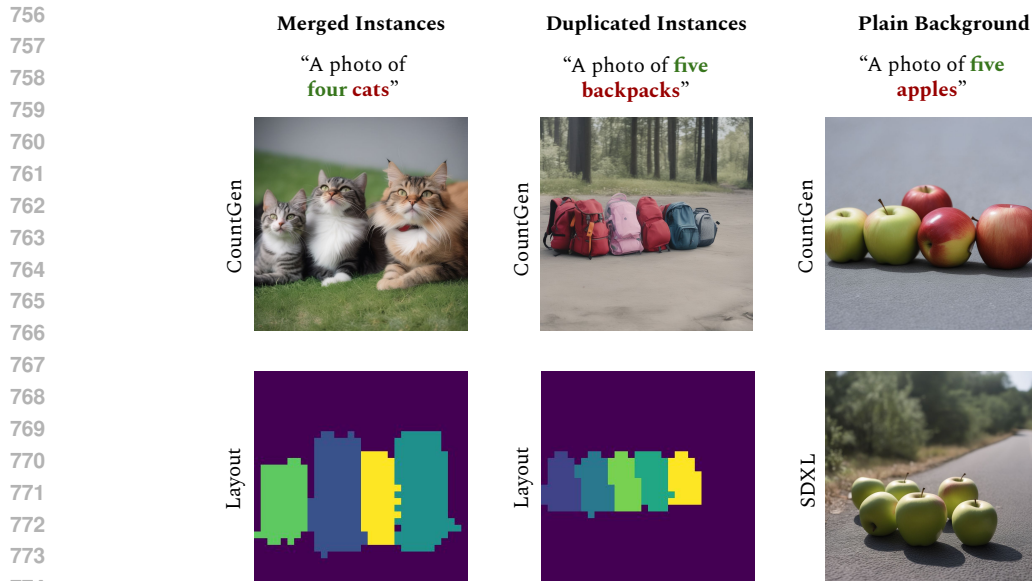 756
757
758
759
760
761
762
763
764
765
766
767
768
769
770
771
772
773
Merged Instances
“A photo of
four cats”
CountGen
Layout
Duplicated Instances
“A photo of five
backpacks”
CountGen
Layout
Plain Background
“A photo of five
apples”
CountGen
SDXL